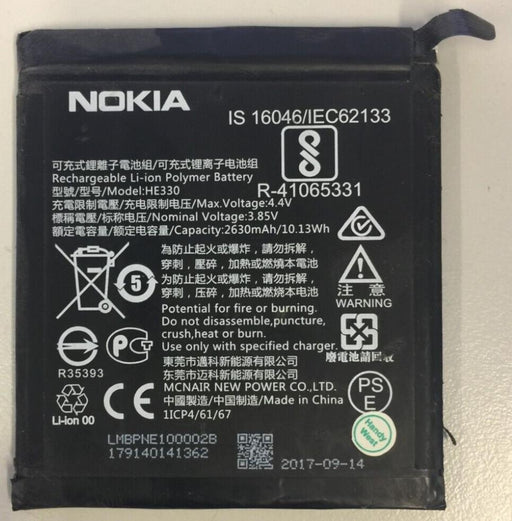 NOKIA
IS 16046/IEC62133
R-41065331
可充式鋰離子電池組/可充式锂离子电池组
Rechargeable Li-ion Polymer Battery
型號/型号/Model:HE330
充電限制電壓/充电限制电压/Max.Voltage:4.4V
標稱電壓/标称电压/Nominal Voltage:3.85V
額定電容量/额定电容量/Capacity:2630mAh/10.13Wh
為防止起火或爆炸，請勿拆解，
穿刺，壓碎，加熱或燃燒本電池
为防止起火或爆炸，请勿拆解，
穿刺，压碎，加热或燃烧本电池
5
注 意
WARNING
Potential for fire or burning.
Do not disassemble,puncture,
crush,heat or burn.
Use only with specified charger.
廢電池請回收
R35393
東莞市邁科新能源有限公司
东莞市迈科新能源有限公司
MCNAIR NEW POWER CO.,LTD.
中國製造/中国制造/Made in China
1ICP4/61/67
CE
PS
E
Li-ion 00
Handy
West
LMBPNE100002B
179140141362
2017-09-14